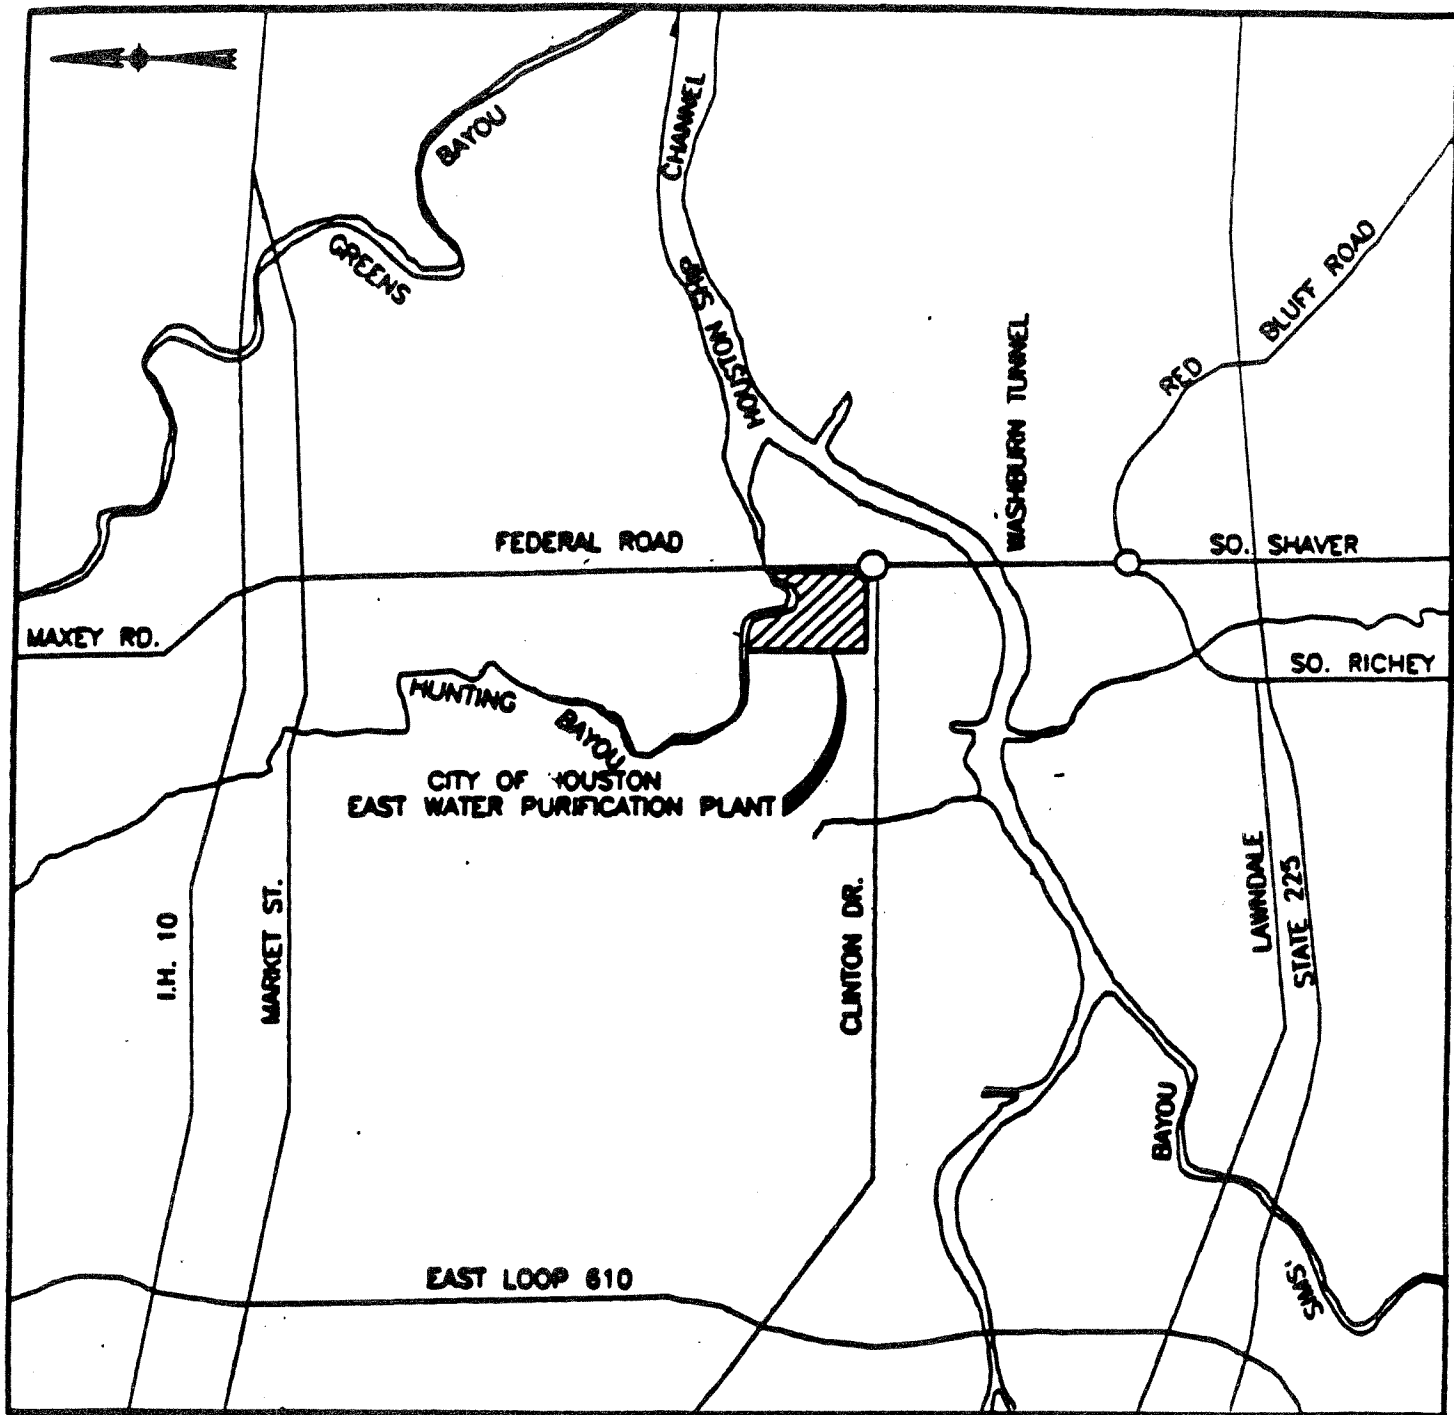 BAYOU
CHANNEL
GREENS
SHIP
HOUSTON
WASHBURN TUNNEL
RED
BLUFF ROAD
FEDERAL ROAD
SO. SHAVER
MAXEY RD.
SO. RICHEY
HUNTING
BAYOU
CITY OF HOUSTON
EAST WATER PURIFICATION PLANT
I.H. 10
MARKET ST.
CLINTON DR.
LAWNDALE
STATE 225
BAYOU
SIMS'
EAST LOOP 610